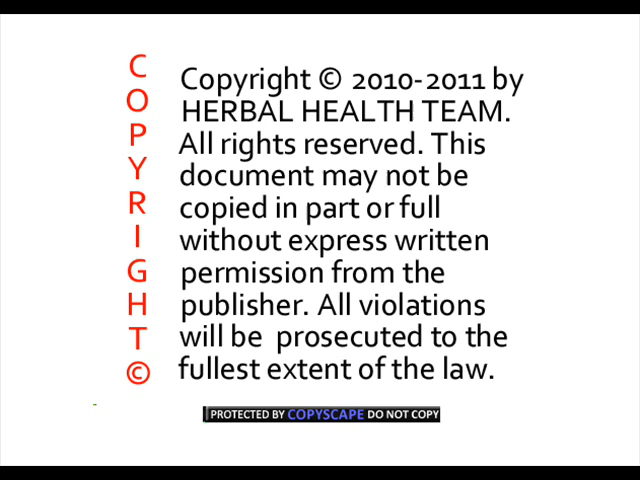 C
O
P
Y
R
I
G
H
T
©
Copyright © 2010-2011 by
HERBAL HEALTH TEAM.
All rights reserved. This
document may not be
copied in part or full
without express written
permission from the
publisher. All violations
will be  prosecuted to the
fullest extent of the law.
PROTECTED BY COPYSCAPE DO NOT COPY